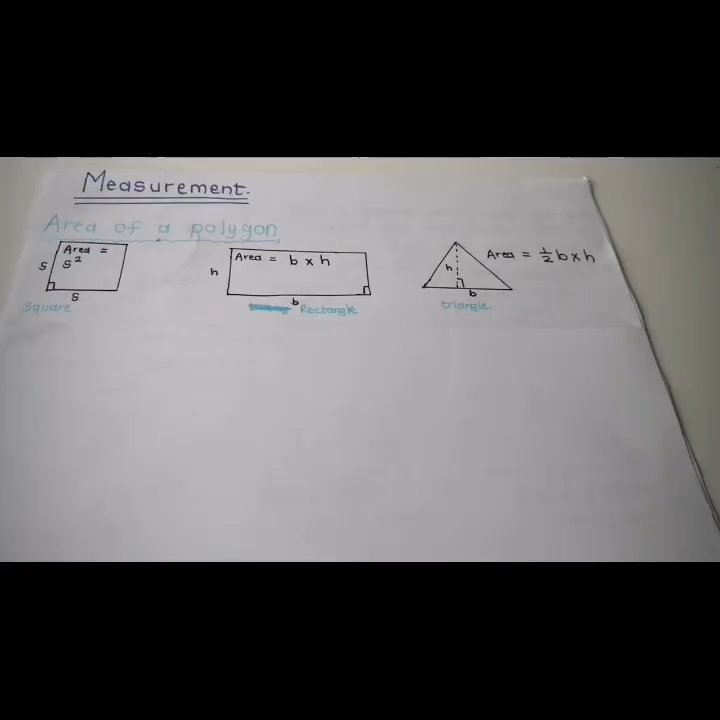 Measurement.
Area of a polygon
Area =
s²
s
s
Square
Area = b x h
h
b
Rectangle
h
b
Area = ½ b x h
triangle.